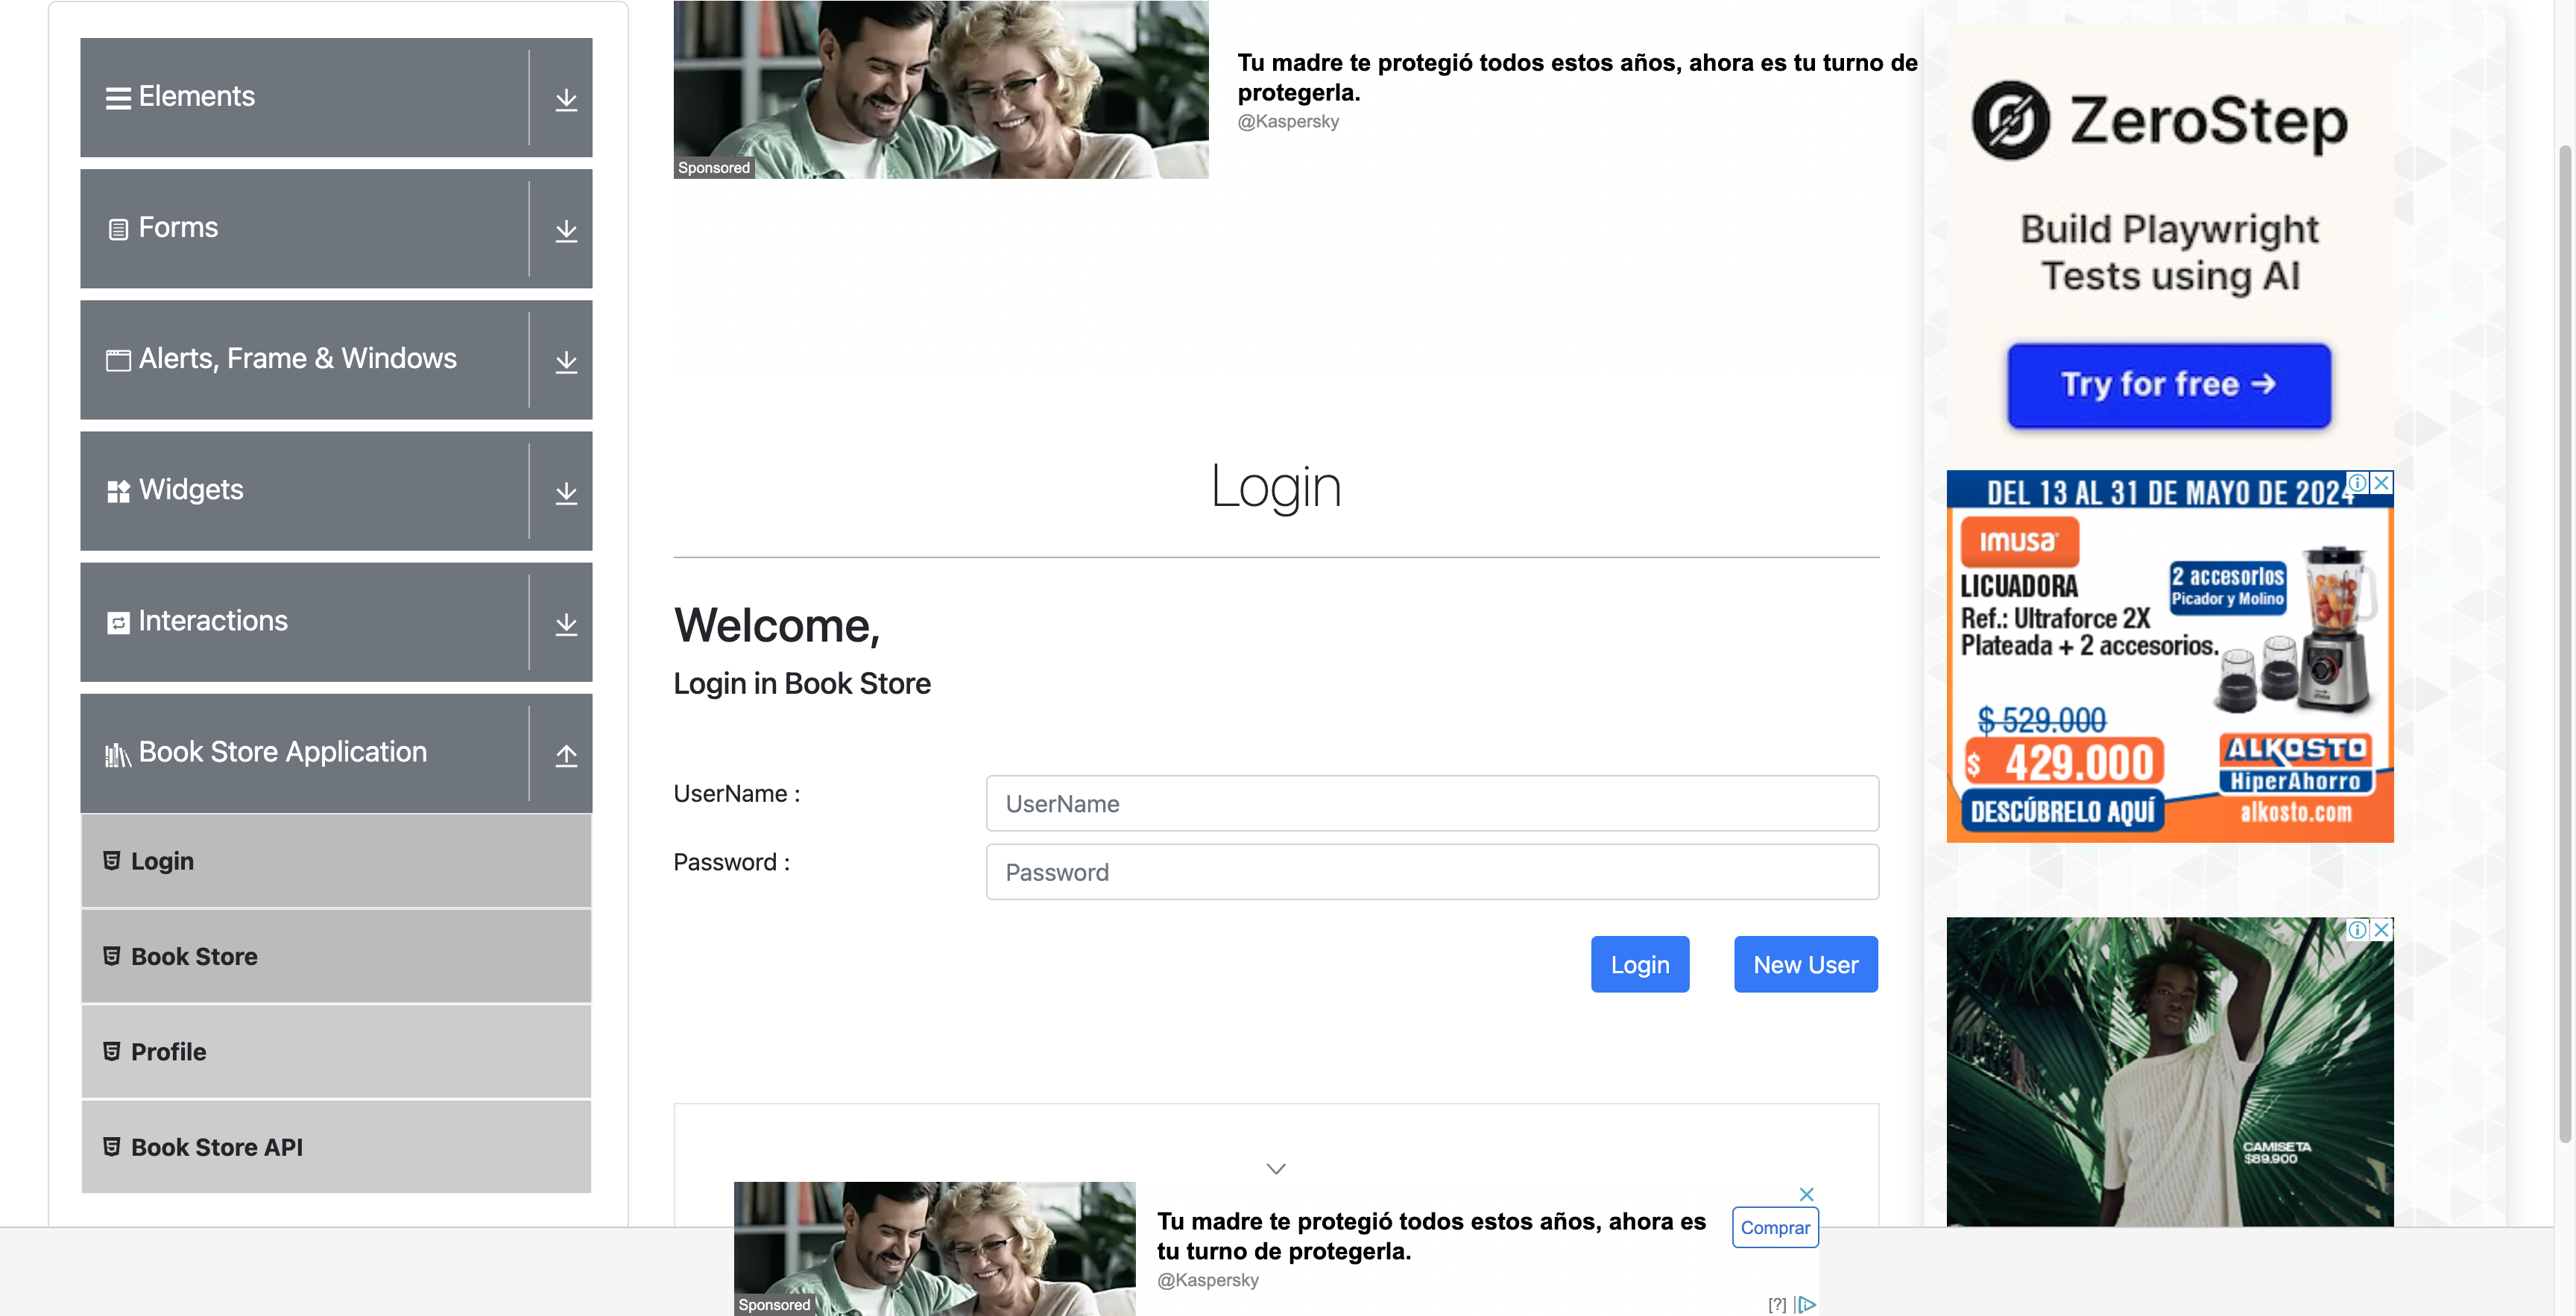 Elements
Forms
Alerts, Frame & Windows
Widgets
Interactions
Book Store Application
Login
Book Store
Profile
Book Store API
Sponsored
Tu madre te protegió todos estos años, ahora es tu turno de
protegerla.
@Kaspersky
Login
Welcome,
Login in Book Store
UserName :
UserName
Password :
Password
Login
New User
Sponsored
Tu madre te protegió todos estos años, ahora es
tu turno de protegerla.
@Kaspersky
Comprar
[?]
ZeroStep
Build Playwright
Tests using AI
Try for free →
DEL 13 AL 31 DE MAYO DE 2024
IMUSA
LICUADORA
Ref.: Ultraforce 2X
Plateada + 2 accesorios.
2 accesorios
Picador y Molino
$ 529.000
$ 429.000
DESCÚBRELO AQUÍ
ALKOSTO
HiperAhorro
alkosto.com
CAMISETA
$89.900